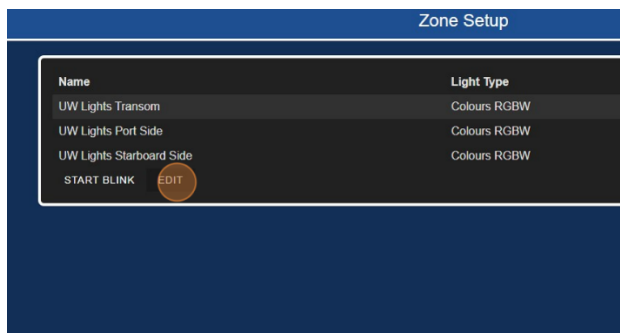 Zone Setup
Name Light Type
UW Lights Transom Colours RGBW
UW Lights Port Side Colours RGBW
UW Lights Starboard Side Colours RGBW
START BLINK EDIT